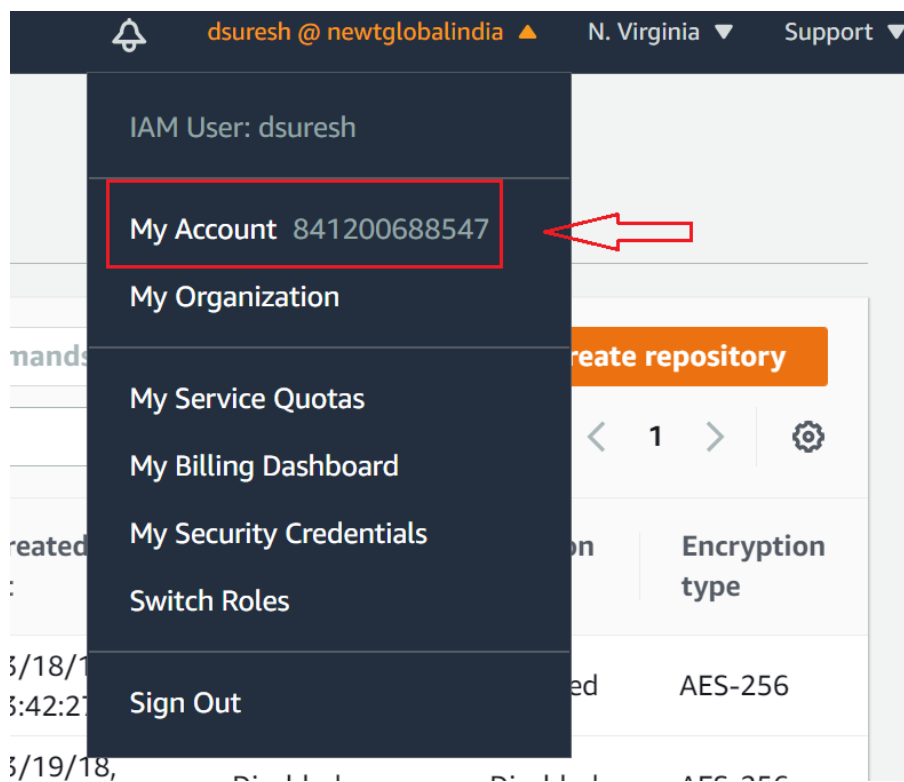 dsuresh @ newtglobalindia N. Virginia Support
IAM User: dsuresh
My Account 841200688547
My Organization
My Service Quotas
My Billing Dashboard
My Security Credentials
Switch Roles
Sign Out
reate repository
1
Encryption
type
AES-256